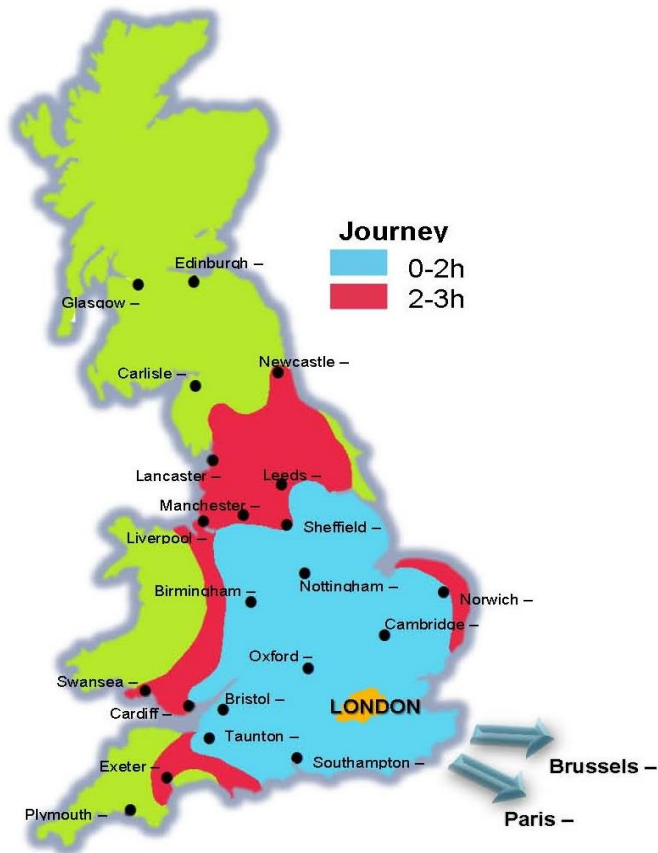 Journey
0-2h
2-3h
Edinburgh –
Glasgow –
Newcastle –
Carlisle –
Lancaster –
Leeds –
Manchester –
Sheffield –
Liverpool –
Nottingham –
Birmingham –
Norwich –
Cambridge –
Oxford –
Swansea –
Bristol –
LONDON
Cardiff –
Taunton –
Exeter –
Southampton –
Brussels –
Plymouth –
Paris –